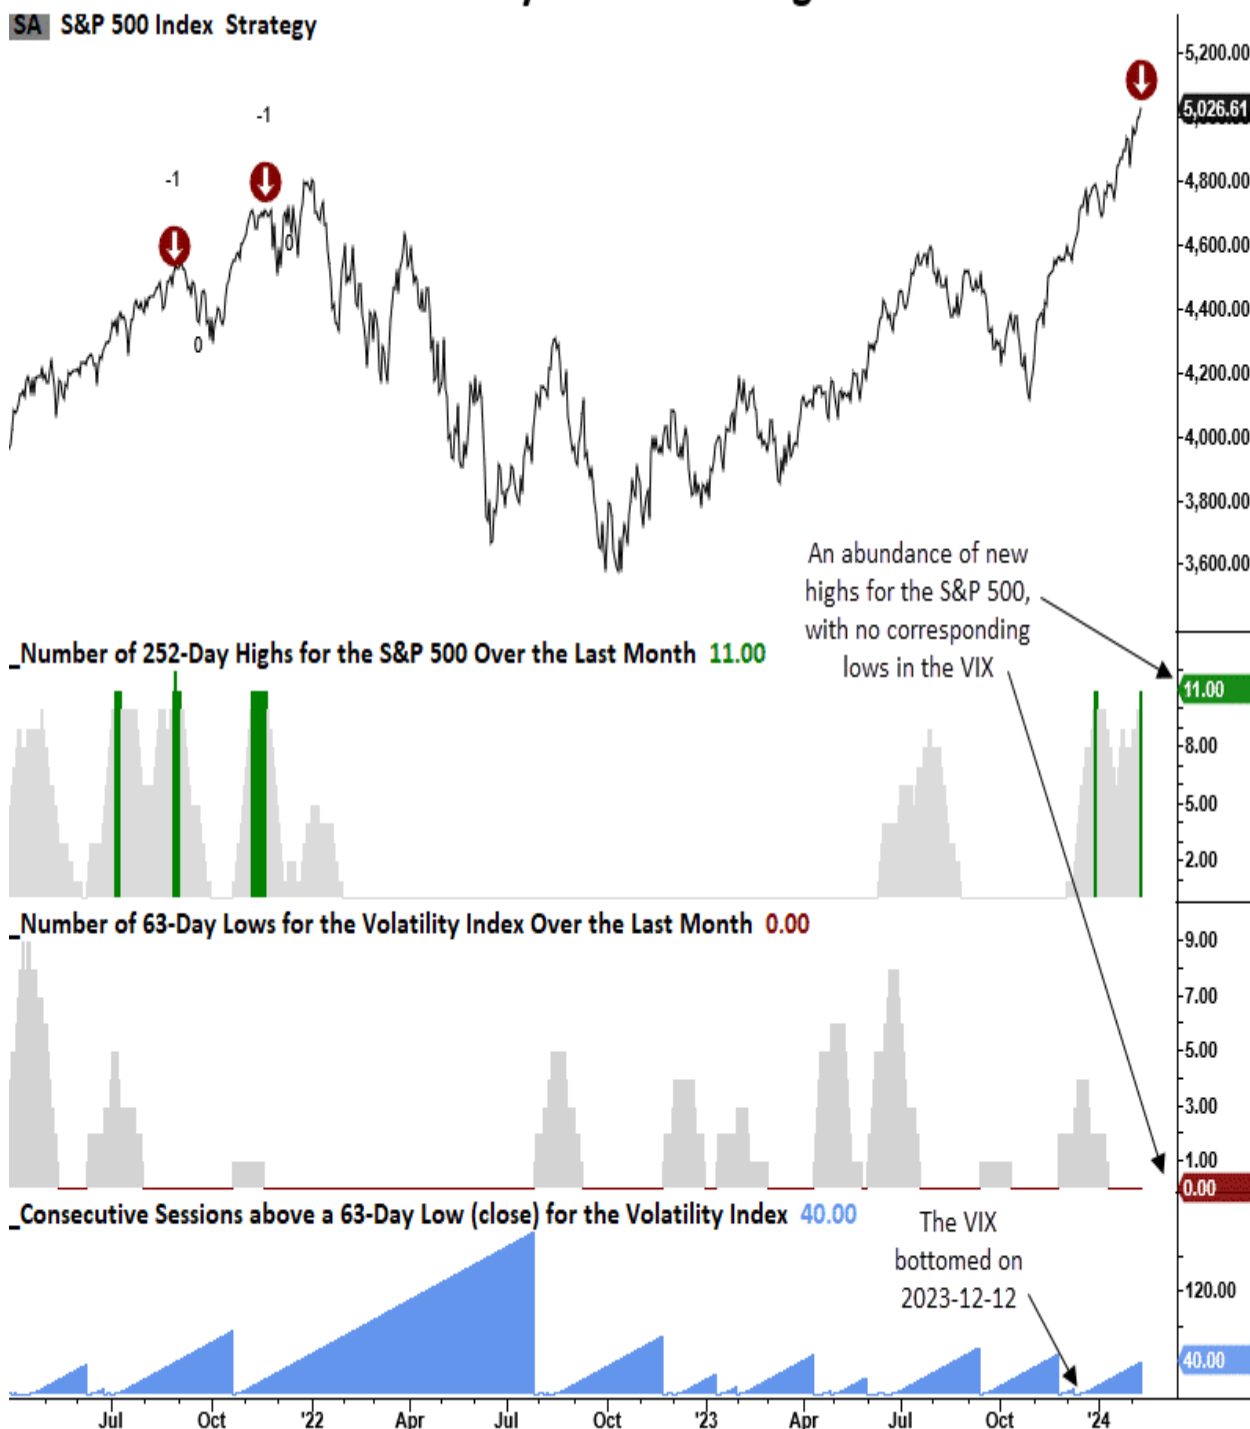 SA S&P 500 Index Strategy
5,200.00
5,026.61
-1
-1
4,800.00
4,600.00
0
0
4,400.00
4,200.00
4,000.00
3,800.00
3,600.00
An abundance of new
highs for the S&P 500,
with no corresponding
lows in the VIX
_Number of 252-Day Highs for the S&P 500 Over the Last Month 11.00
11.00
8.00
5.00
2.00
_Number of 63-Day Lows for the Volatility Index Over the Last Month 0.00
9.00
7.00
5.00
3.00
1.00
0.00
_Consecutive Sessions above a 63-Day Low (close) for the Volatility Index 40.00
The VIX
bottomed on
2023-12-12
120.00
40.00
Jul Oct '22 Apr Jul Oct '23 Apr Jul Oct '24